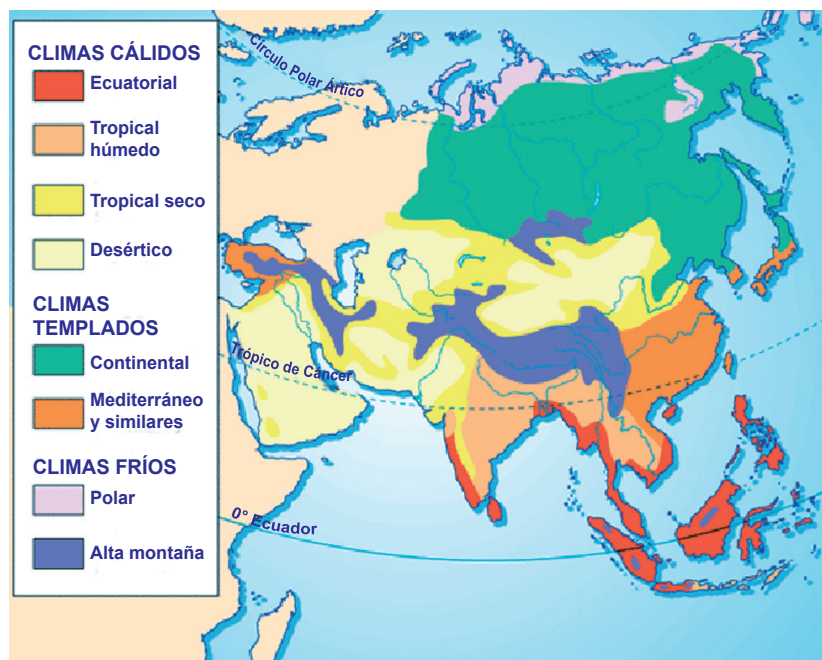 CLIMAS CÁLIDOS
Ecuatorial
Tropical
húmedo
Tropical seco
Desértico
CLIMAS
TEMPLADOS
Continental
Mediterráneo
y similares
CLIMAS FRÍOS
Polar
Alta montaña
Círculo Polar Ártico
Trópico de Cáncer
0° Ecuador